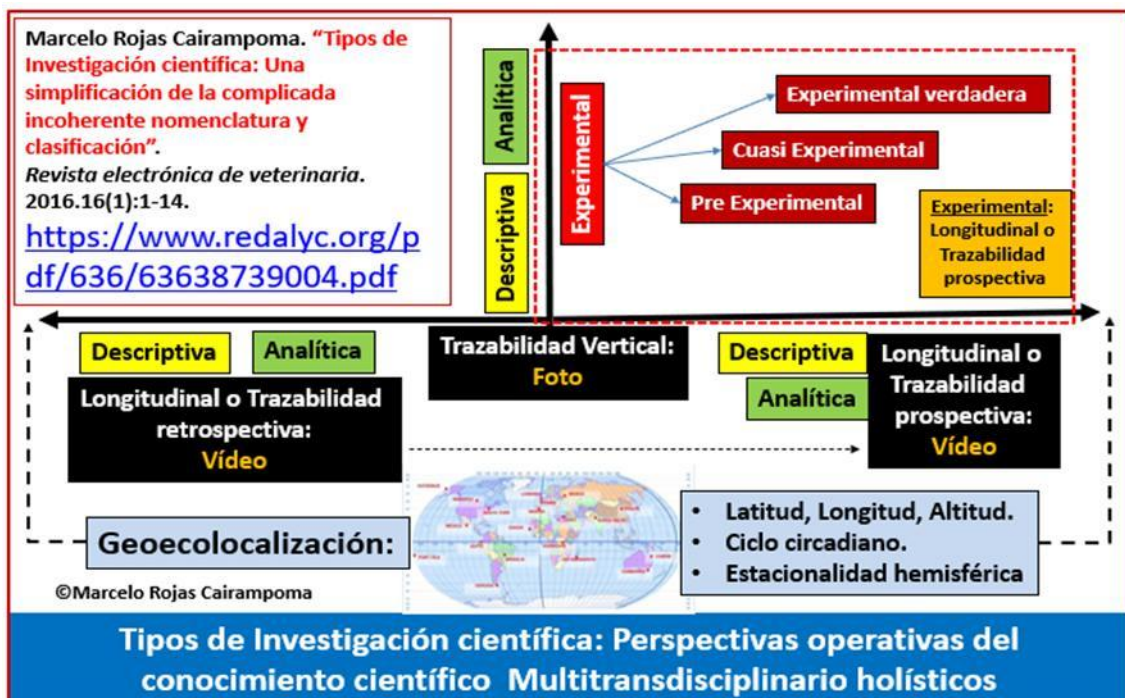 Marcelo Rojas Cairampoma. “Tipos de
Investigación científica: Una
simplificación de la complicada
incoherente nomenclatura y
clasificación”.
Revista electrónica de veterinaria.
2016.16(1):1-14.
https://www.redalyc.org/p
df/636/63638739004.pdf
Analítica
Descriptiva
Experimental
Experimental verdadera
Cuasi Experimental
Pre Experimental
Experimental:
Longitudinal o
Trazabilidad
prospectiva
Descriptiva
Analítica
Longitudinal o Trazabilidad
retrospectiva:
Vídeo
Trazabilidad Vertical:
Foto
Descriptiva
Analítica
Longitudinal o
Trazabilidad
prospectiva:
Vídeo
Geoecolocalización:
• Latitud, Longitud, Altitud.
• Ciclo circadiano.
• Estacionalidad hemisférica
©Marcelo Rojas Cairampoma
Tipos de Investigación científica: Perspectivas operativas del
conocimiento científico Multitransdisciplinario holísticos